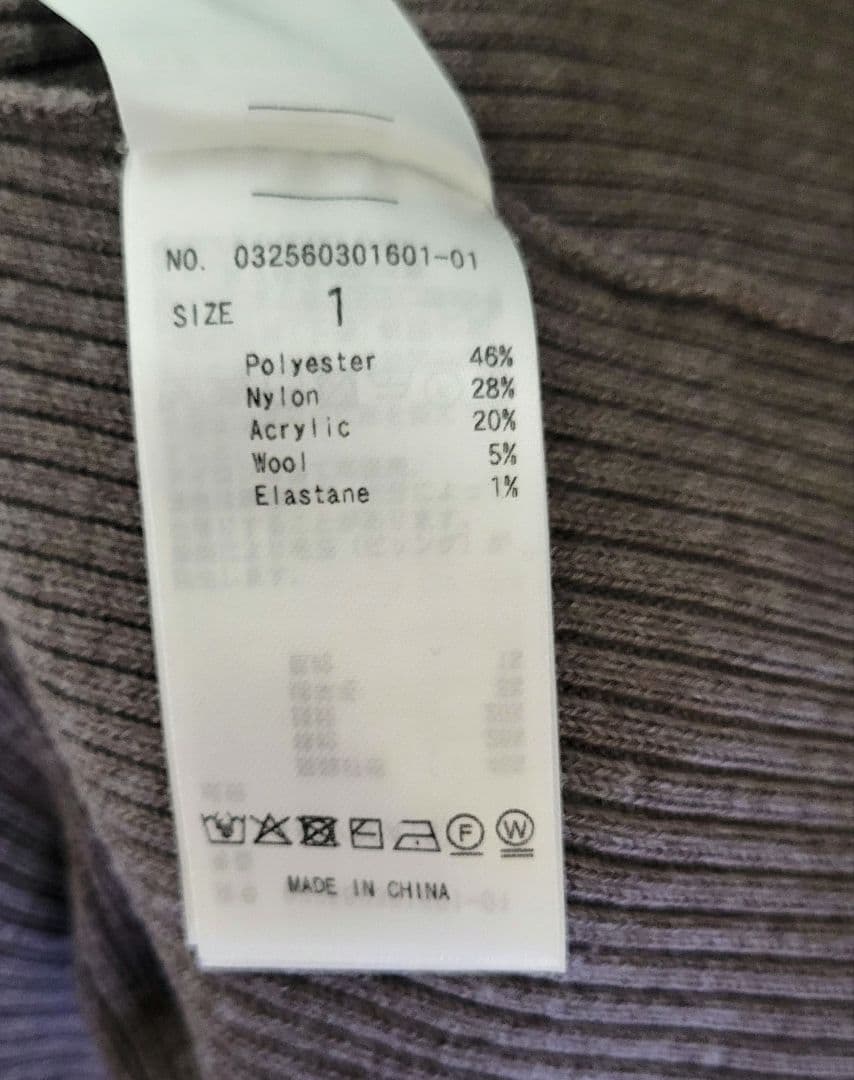 NO. 032560301601-01
SIZE 1
Polyester 46%
Nylon 28%
Acrylic 20%
Wool 5%
Elastane 1%
F W
MADE IN CHINA